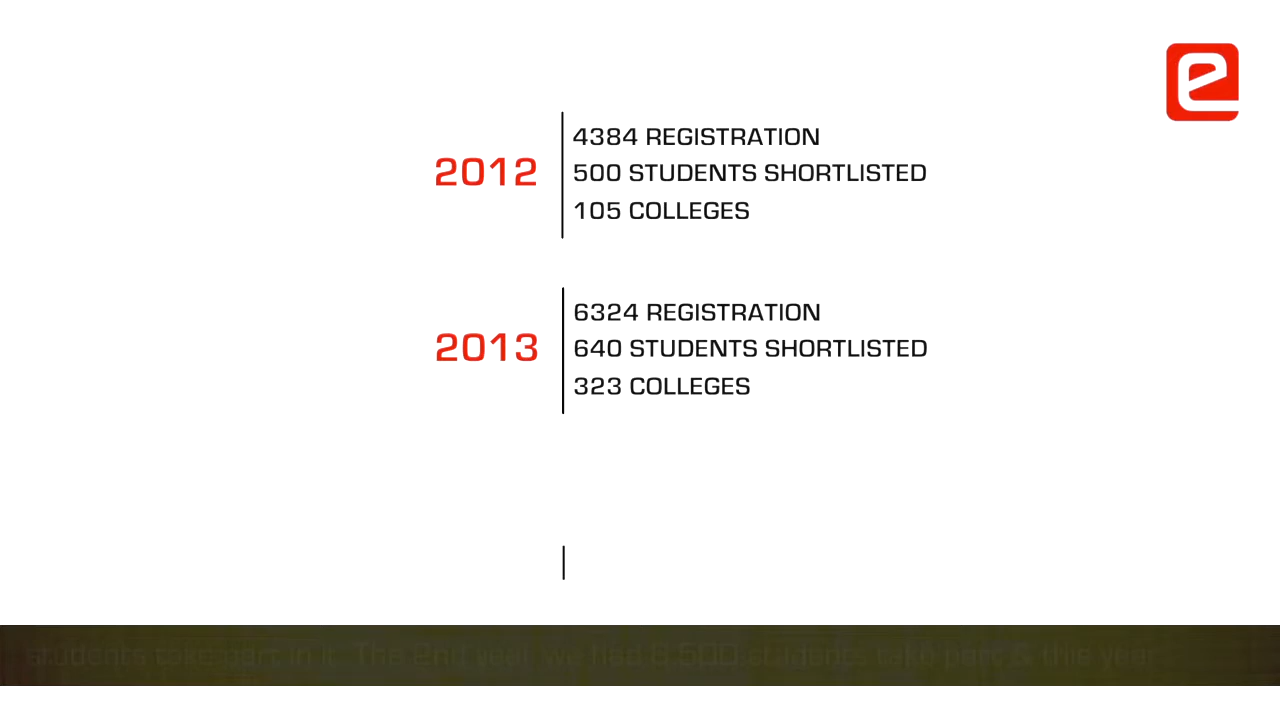 e
4384 REGISTRATION
2012
500 STUDENTS SHORTLISTED
105 COLLEGES
6324 REGISTRATION
2013
640 STUDENTS SHORTLISTED
323 COLLEGES
students take part in it. The 2nd year, we had 6,500 students take part & this year